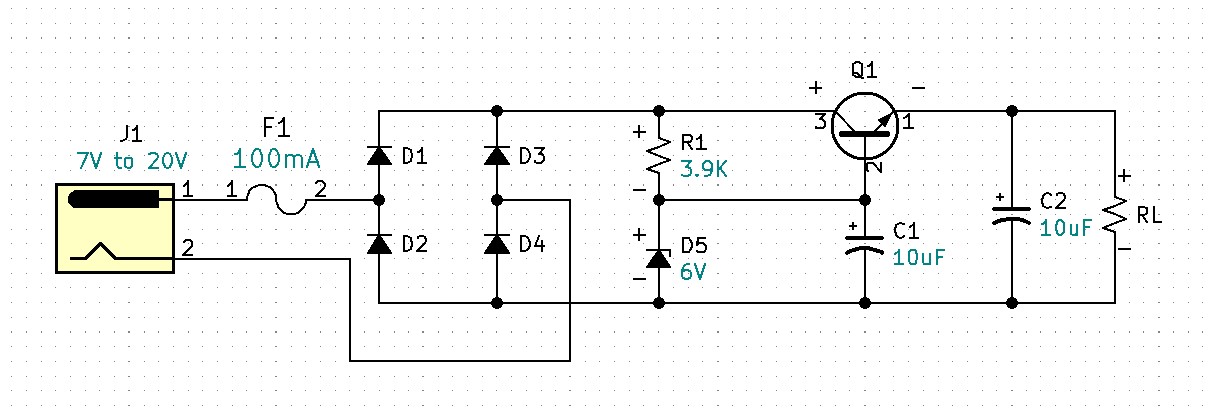 J1
7V to 20V
1
2
F1
100mA
1
2
D1
D2
D3
D4
+
R1
3.9K
−
+
D5
6V
−
Q1
+
−
3
1
2
+
C1
10uF
+
C2
10uF
+
RL
−